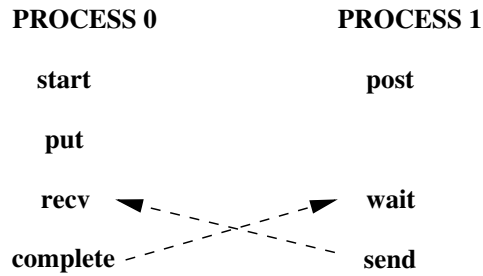 PROCESS 0 PROCESS 1
start post
put
recv wait
complete send